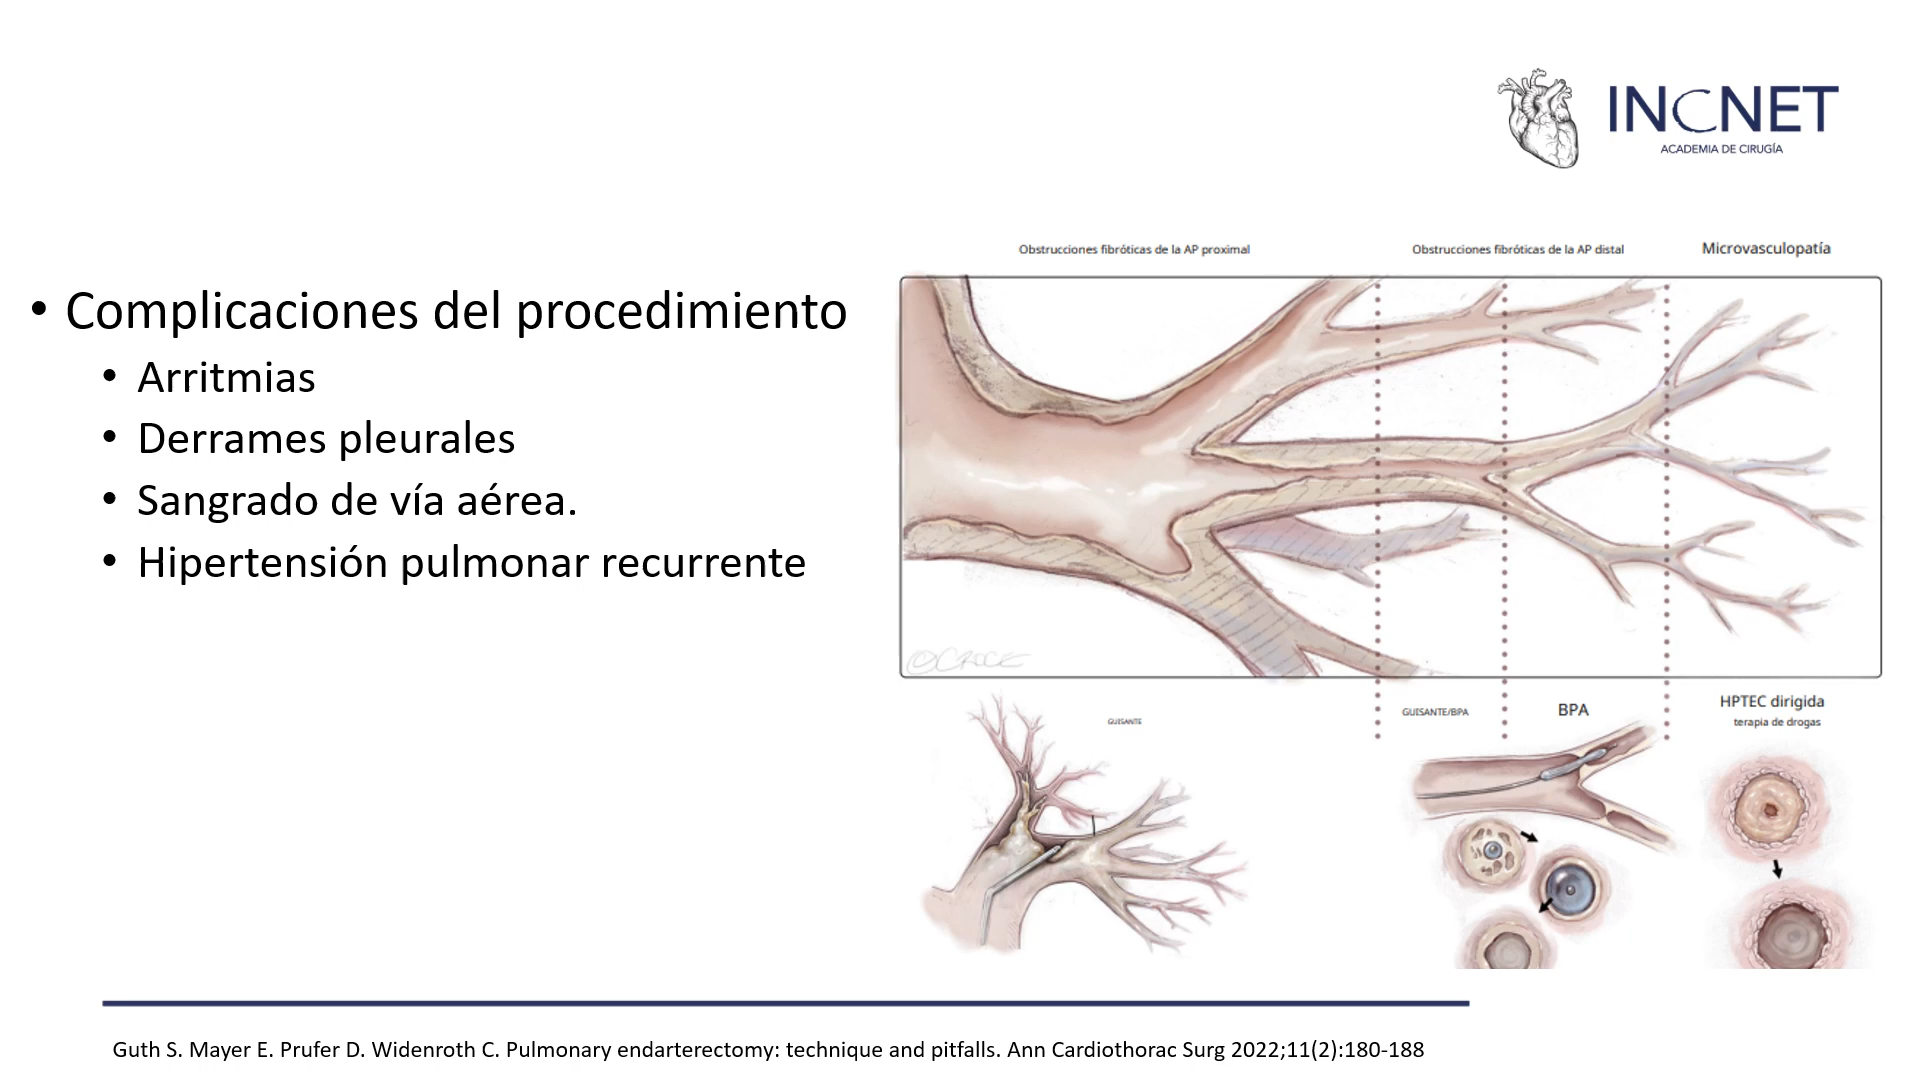 INCNET
ACADEMIA DE CIRUGÍA
• Complicaciones del procedimiento
• Arritmias
• Derrames pleurales
• Sangrado de vía aérea.
• Hipertensión pulmonar recurrente
Obstrucciones fibróticas de la AP proximal
Obstrucciones fibróticas de la AP distal
Microvasculopatía
©CROCE
GUISANTE
GUISANTE/BPA
BPA
HPTEC dirigida
terapia de drogas
Guth S. Mayer E. Prufer D. Widenroth C. Pulmonary endarterectomy: technique and pitfalls. Ann Cardiothorac Surg 2022;11(2):180-188